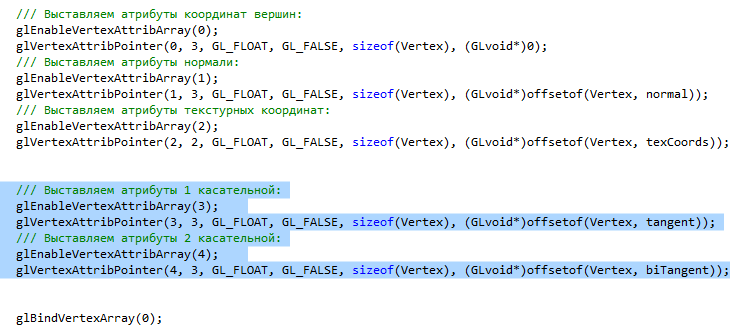 /// Выставляем атрибуты координат вершин:
glEnableVertexAttribArray(0);
glVertexAttribPointer(0, 3, GL_FLOAT, GL_FALSE, sizeof(Vertex), (GLvoid*)0);
/// Выставляем атрибуты нормали:
glEnableVertexAttribArray(1);
glVertexAttribPointer(1, 3, GL_FLOAT, GL_FALSE, sizeof(Vertex), (GLvoid*)offsetof(Vertex, normal));
/// Выставляем атрибуты текстурных координат:
glEnableVertexAttribArray(2);
glVertexAttribPointer(2, 2, GL_FLOAT, GL_FALSE, sizeof(Vertex), (GLvoid*)offsetof(Vertex, texCoords));
/// Выставляем атрибуты 1 касательной:
glEnableVertexAttribArray(3);
glVertexAttribPointer(3, 3, GL_FLOAT, GL_FALSE, sizeof(Vertex), (GLvoid*)offsetof(Vertex, tangent));
/// Выставляем атрибуты 2 касательной:
glEnableVertexAttribArray(4);
glVertexAttribPointer(4, 3, GL_FLOAT, GL_FALSE, sizeof(Vertex), (GLvoid*)offsetof(Vertex, biTangent));
glBindVertexArray(0);